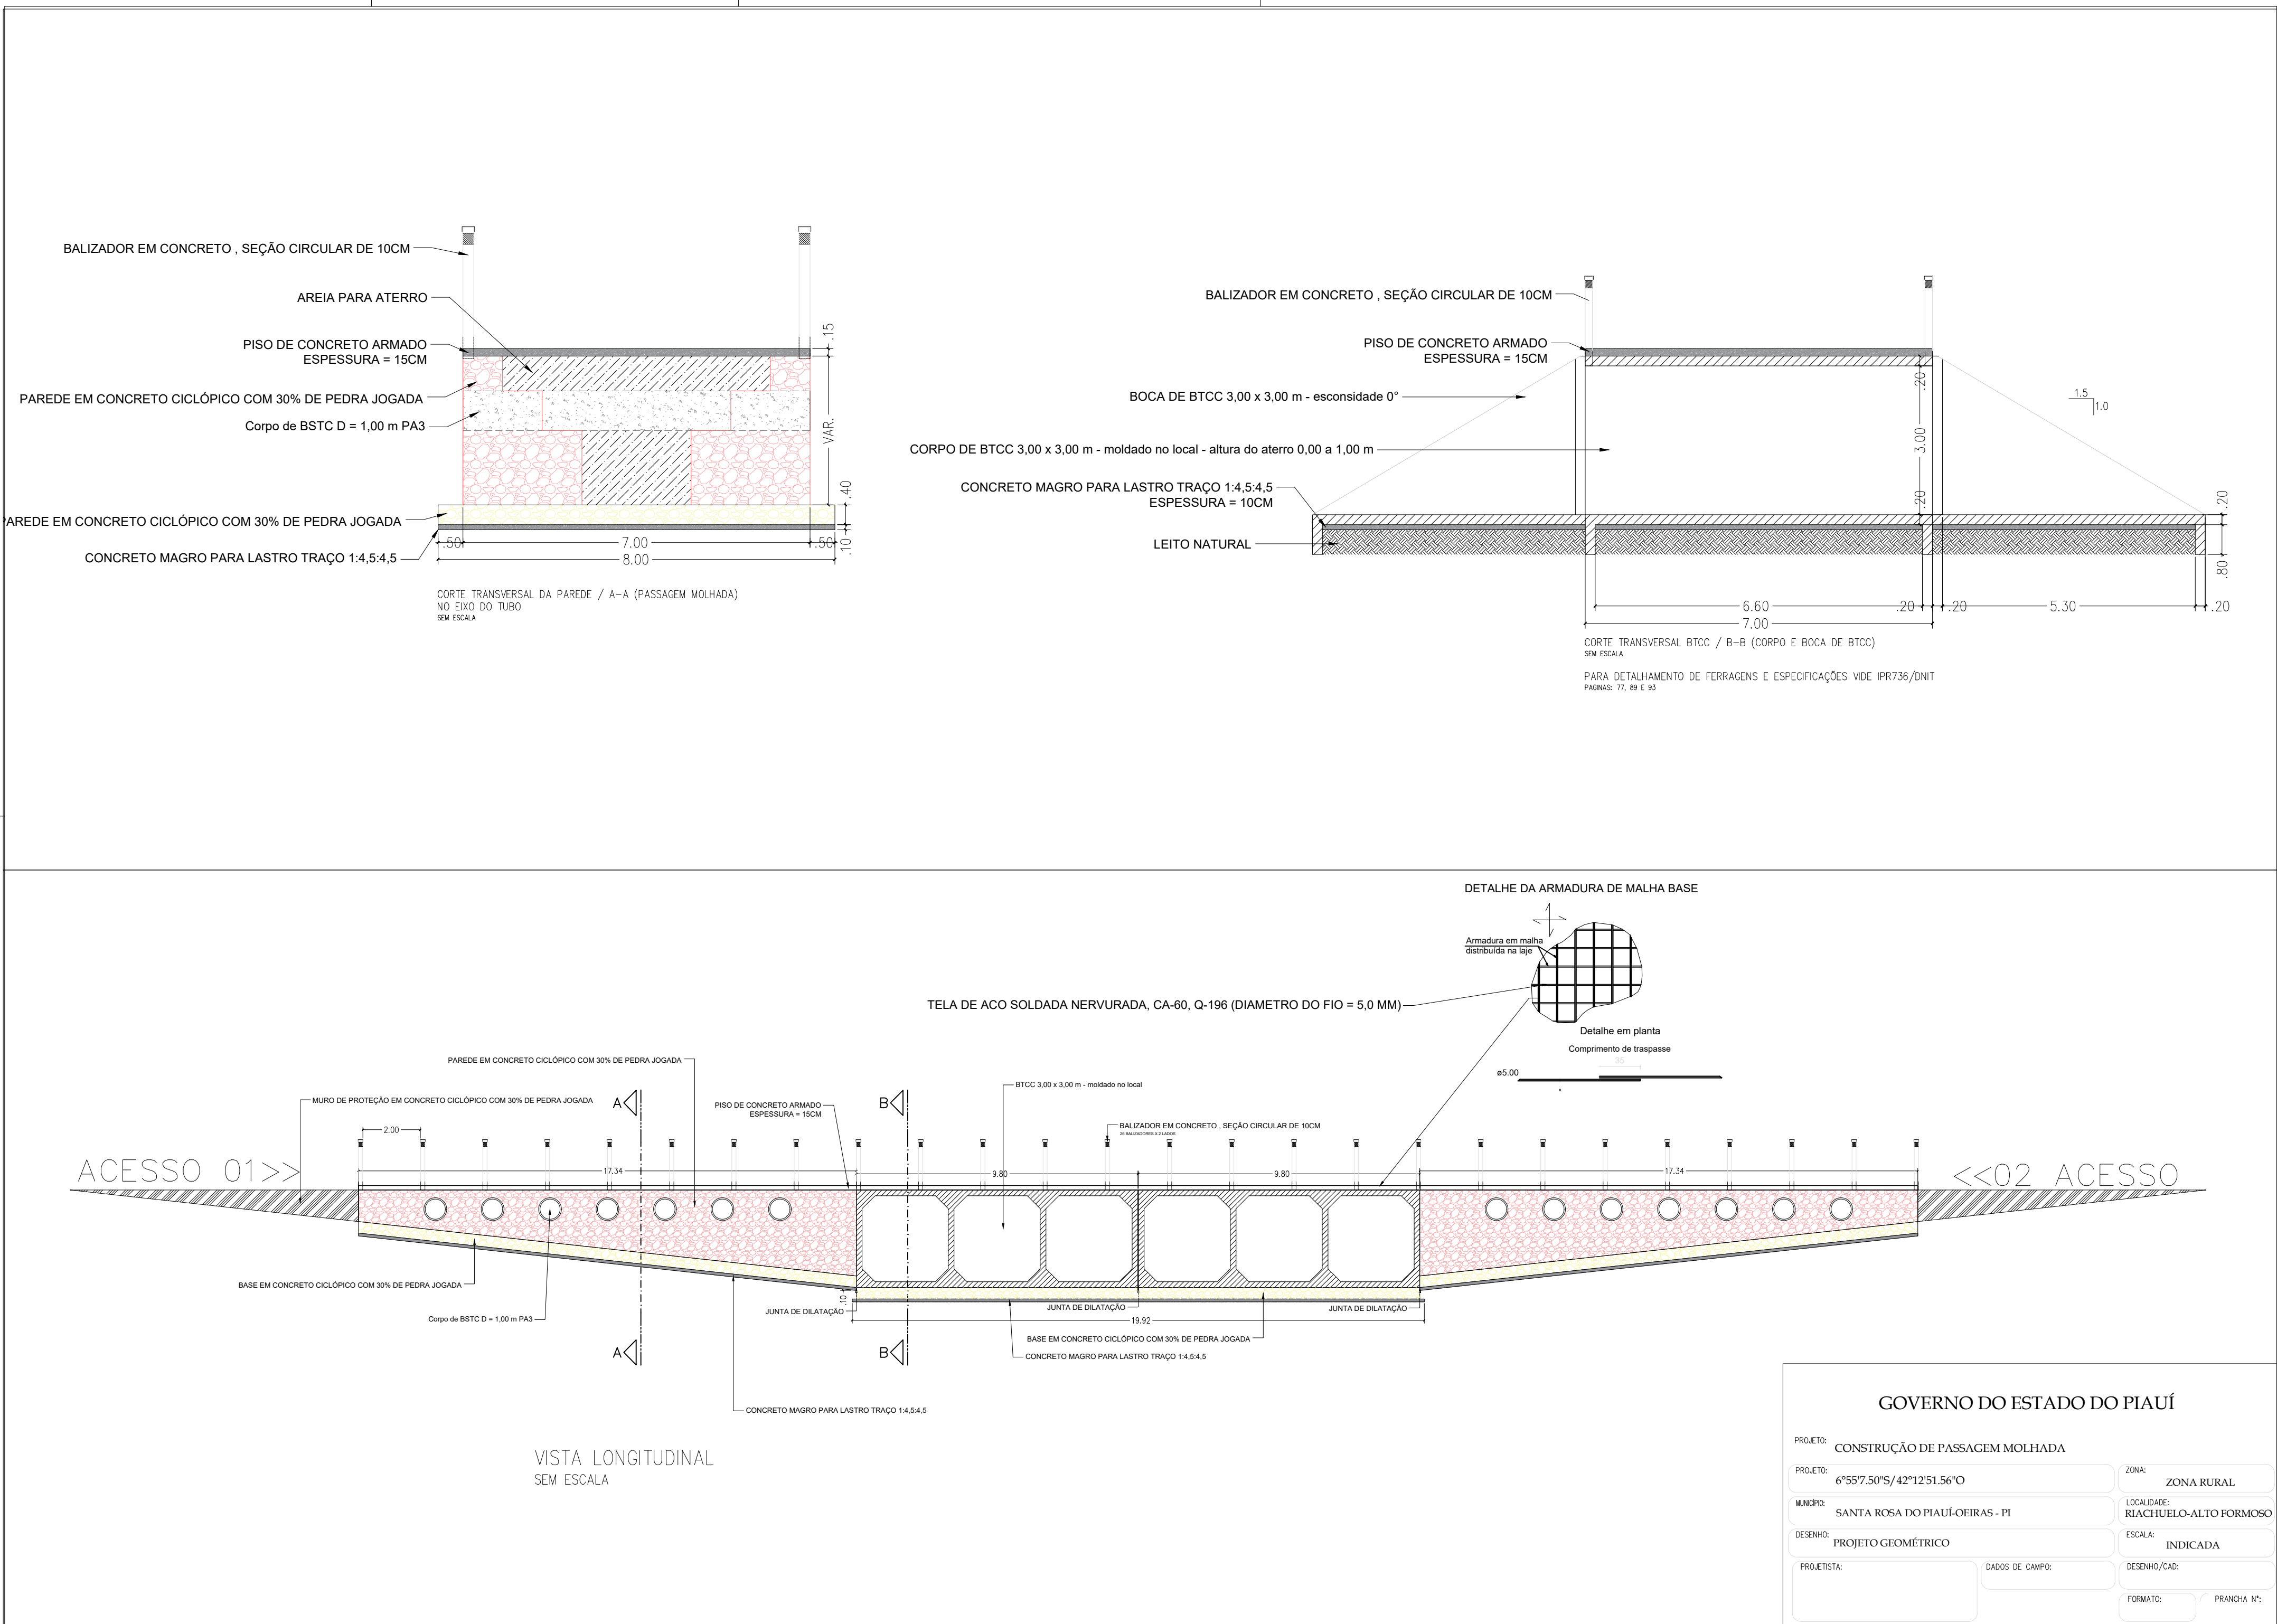 BALIZADOR EM CONCRETO , SEÇÃO CIRCULAR DE 10CM
AREIA PARA ATERRO
PISO DE CONCRETO ARMADO
ESPESSURA = 15CM
PAREDE EM CONCRETO CICLÓPICO COM 30% DE PEDRA JOGADA
Corpo de BSTC D = 1,00 m PA3
PAREDE EM CONCRETO CICLÓPICO COM 30% DE PEDRA JOGADA
CONCRETO MAGRO PARA LASTRO TRAÇO 1:4,5:4,5
.15
VAR.
.40
.10
.50
7.00
.50
8.00
CORTE TRANSVERSAL DA PAREDE / A-A (PASSAGEM MOLHADA)
NO EIXO DO TUBO
SEM ESCALA
BALIZADOR EM CONCRETO , SEÇÃO CIRCULAR DE 10CM
PISO DE CONCRETO ARMADO
ESPESSURA = 15CM
BOCA DE BTCC 3,00 x 3,00 m - esconsidade 0°
CORPO DE BTCC 3,00 x 3,00 m - moldado no local - altura do aterro 0,00 a 1,00 m
CONCRETO MAGRO PARA LASTRO TRAÇO 1:4,5:4,5
ESPESSURA = 10CM
LEITO NATURAL
.20
3.00
.20
1.5
1.0
.20
.80
6.60
.20
.20
5.30
.20
7.00
CORTE TRANSVERSAL BTCC / B-B (CORPO E BOCA DE BTCC)
SEM ESCALA
PARA DETALHAMENTO DE FERRAGENS E ESPECIFICAÇÕES VIDE IPR736/DNIT
PAGINAS: 77, 89 E 93
DETALHE DA ARMADURA DE MALHA BASE
Armadura em malha
distribuída na laje
TELA DE ACO SOLDADA NERVURADA, CA-60, Q-196 (DIAMETRO DO FIO = 5,0 MM)
Detalhe em planta
Comprimento de traspasse
35
ø5.00
PAREDE EM CONCRETO CICLÓPICO COM 30% DE PEDRA JOGADA
BTCC 3,00 x 3,00 m - moldado no local
MURO DE PROTEÇÃO EM CONCRETO CICLÓPICO COM 30% DE PEDRA JOGADA
A
PISO DE CONCRETO ARMADO
ESPESSURA = 15CM
B
BALIZADOR EM CONCRETO , SEÇÃO CIRCULAR DE 10CM
26 BALIZADORES X 2 LADOS
2.00
ACESSO 01>>
17.34
9.80
9.80
17.34
<<02 ACESSO
BASE EM CONCRETO CICLÓPICO COM 30% DE PEDRA JOGADA
Corpo de BSTC D = 1,00 m PA3
.10
JUNTA DE DILATAÇÃO
JUNTA DE DILATAÇÃO
JUNTA DE DILATAÇÃO
19.92
BASE EM CONCRETO CICLÓPICO COM 30% DE PEDRA JOGADA
A
B
CONCRETO MAGRO PARA LASTRO TRAÇO 1:4,5:4,5
CONCRETO MAGRO PARA LASTRO TRAÇO 1:4,5:4,5
VISTA LONGITUDINAL
SEM ESCALA
GOVERNO DO ESTADO DO PIAUÍ
PROJETO: CONSTRUÇÃO DE PASSAGEM MOLHADA
PROJETO: 6°55'7.50"S/42°12'51.56"O
ZONA: ZONA RURAL
MUNICÍPIO: SANTA ROSA DO PIAUÍ-OEIRAS - PI
LOCALIDADE: RIACHUELO-ALTO FORMOSO
DESENHO: PROJETO GEOMÉTRICO
ESCALA: INDICADA
PROJETISTA:
DADOS DE CAMPO:
DESENHO/CAD:
FORMATO:
PRANCHA Nº: